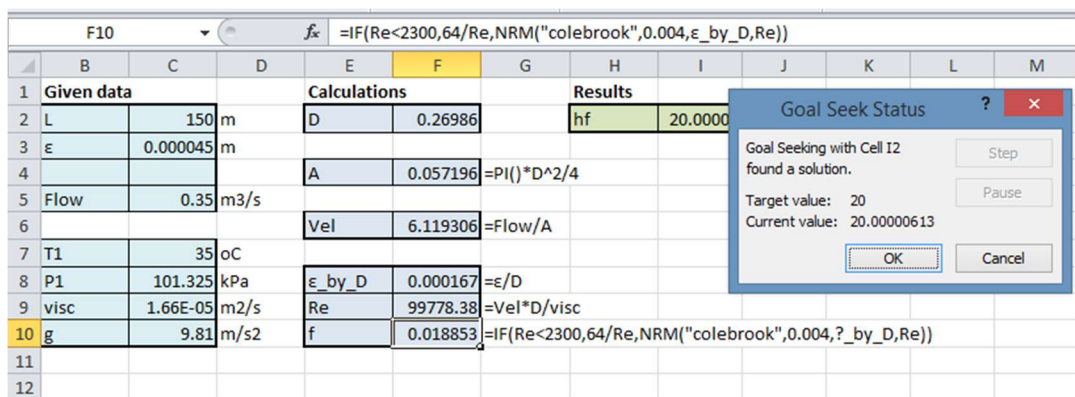 F10 fx =IF(Re<2300,64/Re,NRM("colebrook",0.004,ε_by_D,Re))
B C D E F G H I J K L M
1 Given data Calculations Results
2 L 150 m D 0.26986 hf 20.0000
3 ε 0.000045 m
4 A 0.057196 =PI()*D^2/4
5 Flow 0.35 m3/s
6 Vel 6.119306 =Flow/A
7 T1 35 oC
8 P1 101.325 kPa ε_by_D 0.000167 =ε/D
9 visc 1.66E-05 m2/s Re 99778.38 =Vel*D/visc
10 g 9.81 m/s2 f 0.018853 =IF(Re<2300,64/Re,NRM("colebrook",0.004,?_by_D,Re))
11
12
Goal Seek Status ? ×
Goal Seeking with Cell I2 Step
found a solution.
Target value: 20 Pause
Current value: 20.00000613
OK Cancel